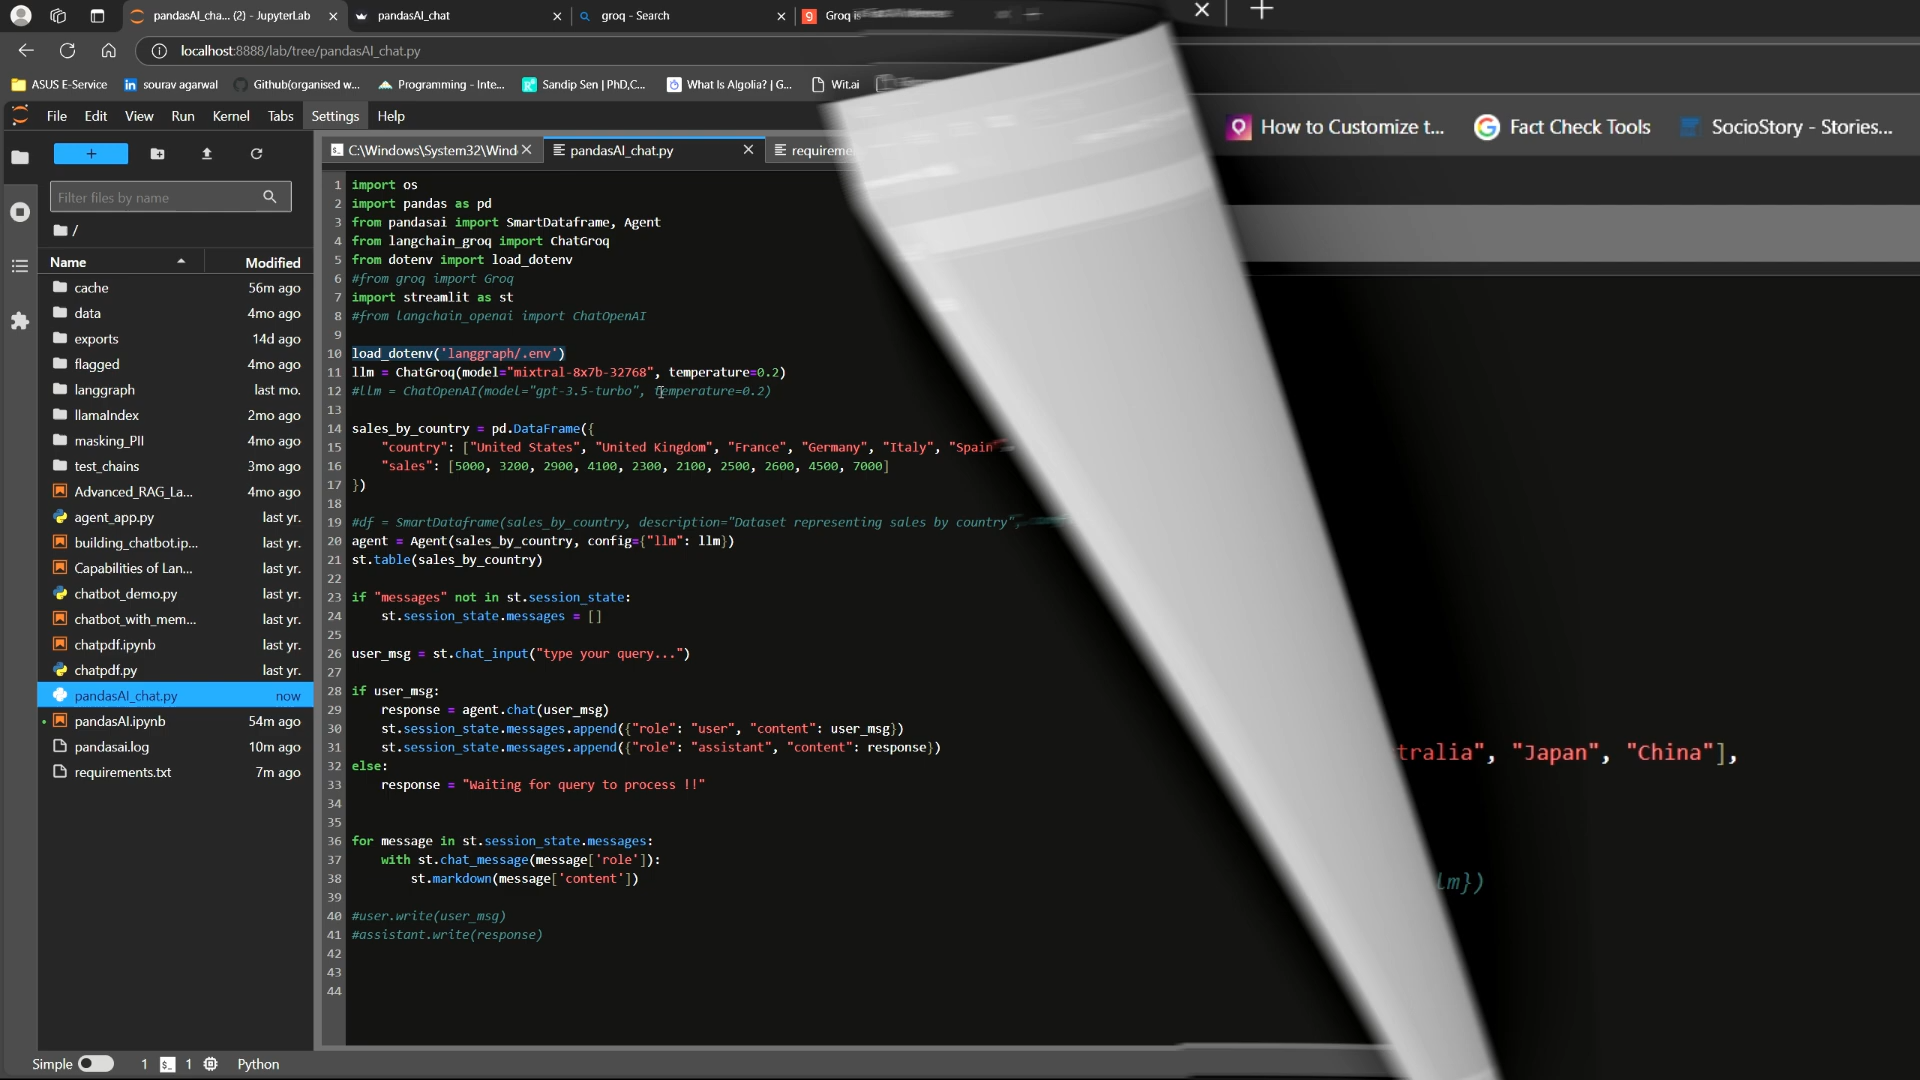 pandasAI_cha... (2) - JupyterLab
pandasAI_chat
groq - Search
Groq is
localhost:8888/lab/tree/pandasAI_chat.py
ASUS E-Service
sourav agarwal
Github(organised w...
Programming - Inte...
Sandip Sen | PhD,C...
What Is Algolia? | G...
Wit.ai
How to Customize t...
Fact Check Tools
SocioStory - Stories...
File Edit View Run Kernel Tabs Settings Help
Filter files by name
/
Name Modified
cache 56m ago
data 4mo ago
exports 14d ago
flagged 4mo ago
langgraph last mo.
llamaIndex 2mo ago
masking_PII 4mo ago
test_chains 3mo ago
Advanced_RAG_La... 4mo ago
agent_app.py last yr.
building_chatbot.ip... last yr.
Capabilities of Lan... last yr.
chatbot_demo.py last yr.
chatbot_with_mem... last yr.
chatpdf.ipynb last yr.
chatpdf.py last yr.
pandasAI_chat.py now
pandasAI.ipynb 54m ago
pandasai.log 10m ago
requirements.txt 7m ago
C:\Windows\System32\Wind
pandasAI_chat.py
requireme
1 import os
2 import pandas as pd
3 from pandasai import SmartDataframe, Agent
4 from langchain_groq import ChatGroq
5 from dotenv import load_dotenv
6 #from groq import Groq
7 import streamlit as st
8 #from langchain_openai import ChatOpenAI
9
10 load_dotenv('langgraph/.env')
11 llm = ChatGroq(model="mixtral-8x7b-32768", temperature=0.2)
12 #llm = ChatOpenAI(model="gpt-3.5-turbo", temperature=0.2)
13
14 sales_by_country = pd.DataFrame({
15 "country": ["United States", "United Kingdom", "France", "Germany", "Italy", "Spain
16 "sales": [5000, 3200, 2900, 4100, 2300, 2100, 2500, 2600, 4500, 7000]
17 })
18
19 #df = SmartDataframe(sales_by_country, description="Dataset representing sales by country",
20 agent = Agent(sales_by_country, config={"llm": llm})
21 st.table(sales_by_country)
22
23 if "messages" not in st.session_state:
24 st.session_state.messages = []
25
26 user_msg = st.chat_input("type your query...")
27
28 if user_msg:
29 response = agent.chat(user_msg)
30 st.session_state.messages.append({"role": "user", "content": user_msg})
31 st.session_state.messages.append({"role": "assistant", "content": response})
32 else:
33 response = "Waiting for query to process !!"
34
35
36 for message in st.session_state.messages:
37 with st.chat_message(message['role']):
38 st.markdown(message['content'])
39
40 #user.write(user_msg)
41 #assistant.write(response)
42
43
44
tralia", "Japan", "China"],
lm})
Simple 1 1 Python